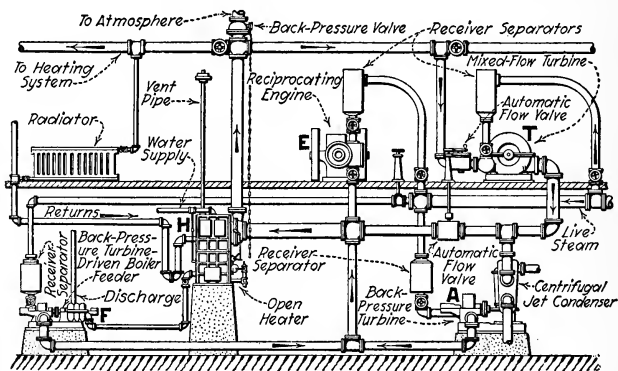 To Atmosphere
Back-Pressure Valve
Receiver Separators
Mixed-Flow Turbine
To Heating
System
Vent
Pipe
Reciprocating
Engine
Automatic
Flow Valve
Radiator
Water
Supply
E
T
Returns
H
Live
Steam
Receiver
Separator
Back-Pres-
sure Turbine-
Driven Boiler
Feeder
Discharge
F
Receiver
Separator
Open
Heater
Automatic
Flow
Valve
Back-
Pressure
Turbine
A
Centrifugal
Jet Condenser